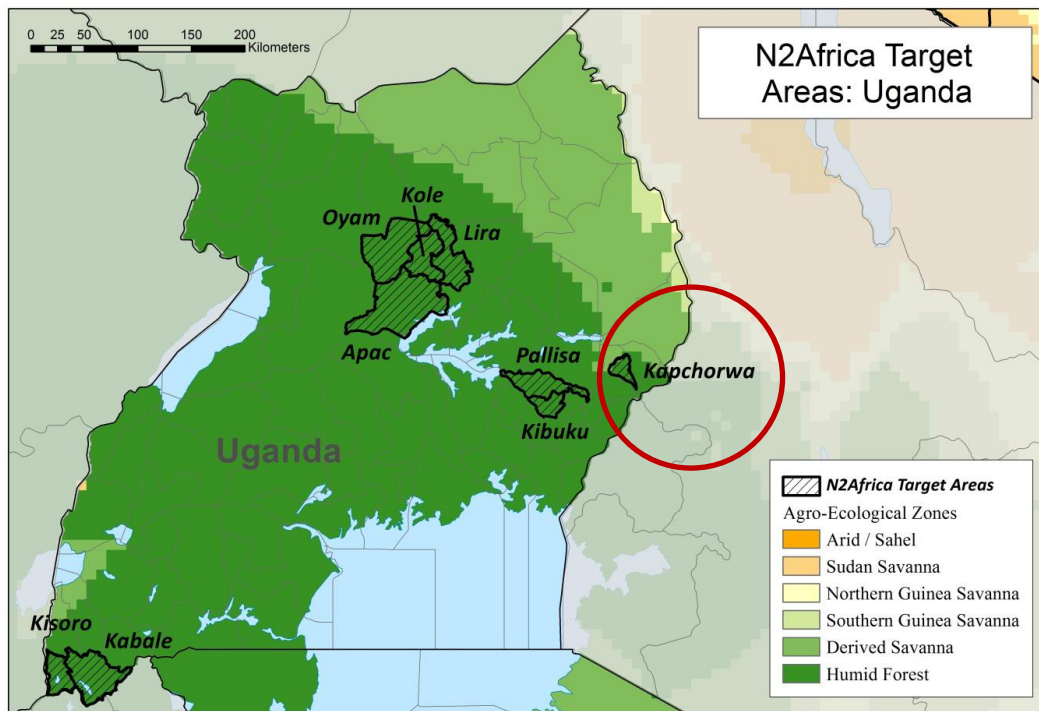 0 25 50 100 150 200
Kilometers
N2Africa Target
Areas: Uganda
Kole
Oyam
Lira
Apac
Pallisa
Kapchorwa
Kibuku
Uganda
Kisoro
Kabale
N2Africa Target Areas
Agro-Ecological Zones
Arid / Sahel
Sudan Savanna
Northern Guinea Savanna
Southern Guinea Savanna
Derived Savanna
Humid Forest